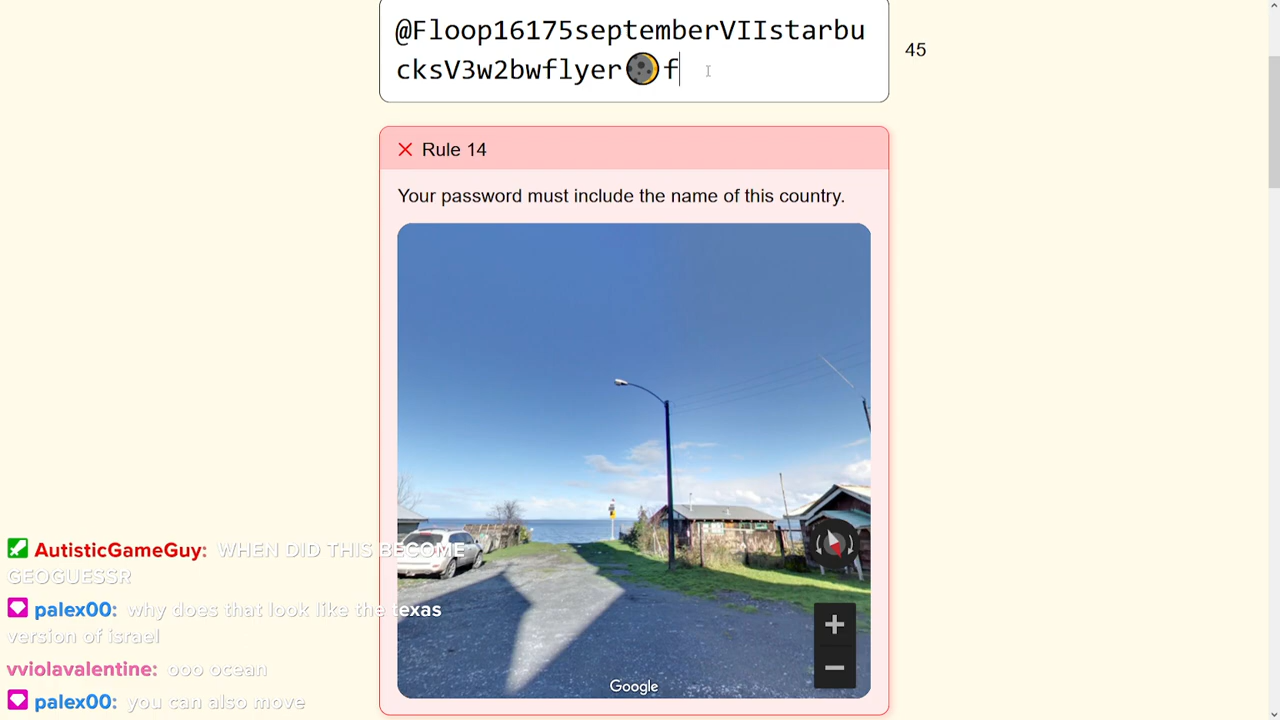 @Floop16175septemberVIIstarbu
cksV3w2bwflyer🌘f
45
Rule 14
Your password must include the name of this country.
Google
AutisticGameGuy: WHEN DID THIS BECOME
GEOGUESSR
palex00: why does that look like the texas
version of israel
vviolavalentine: ooo ocean
palex00: you can also move